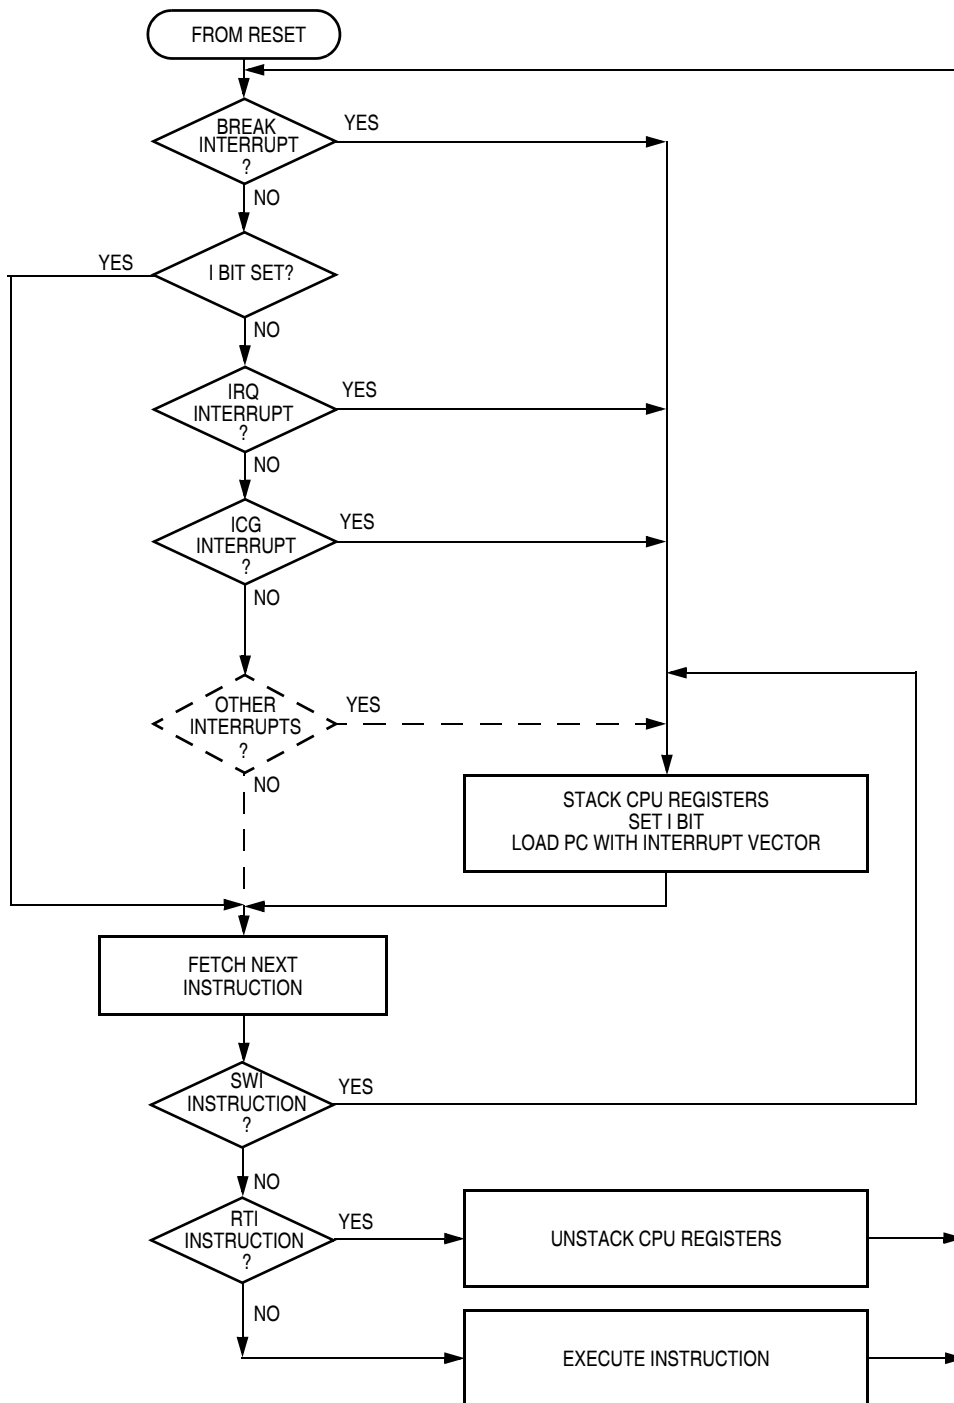 FROM RESET
BREAK
INTERRUPT
?
YES
NO
YES
I BIT SET?
NO
IRQ
INTERRUPT
?
YES
NO
ICG
INTERRUPT
?
YES
NO
OTHER
INTERRUPTS
?
YES
NO
STACK CPU REGISTERS
SET I BIT
LOAD PC WITH INTERRUPT VECTOR
FETCH NEXT
INSTRUCTION
SWI
INSTRUCTION
?
YES
NO
RTI
INSTRUCTION
?
YES
UNSTACK CPU REGISTERS
NO
EXECUTE INSTRUCTION